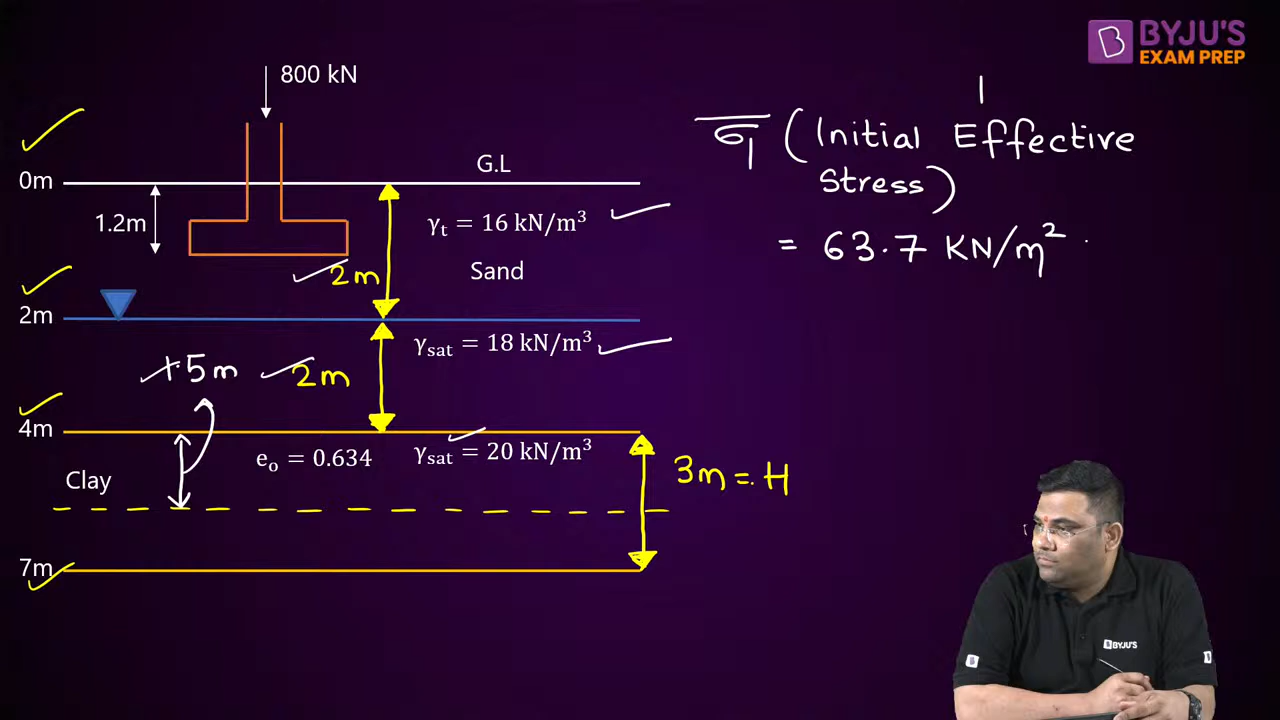 BYJU'S
EXAM PREP
800 kN
0m
G.L
1.2m
γt = 16 kN/m³
2m
Sand
2m
γsat = 18 kN/m³
1.5m
2m
4m
eo = 0.634
γsat = 20 kN/m³
Clay
3m = H
7m
σ̄1 (Initial Effective
Stress)
= 63.7 KN/m²
BYJU'S